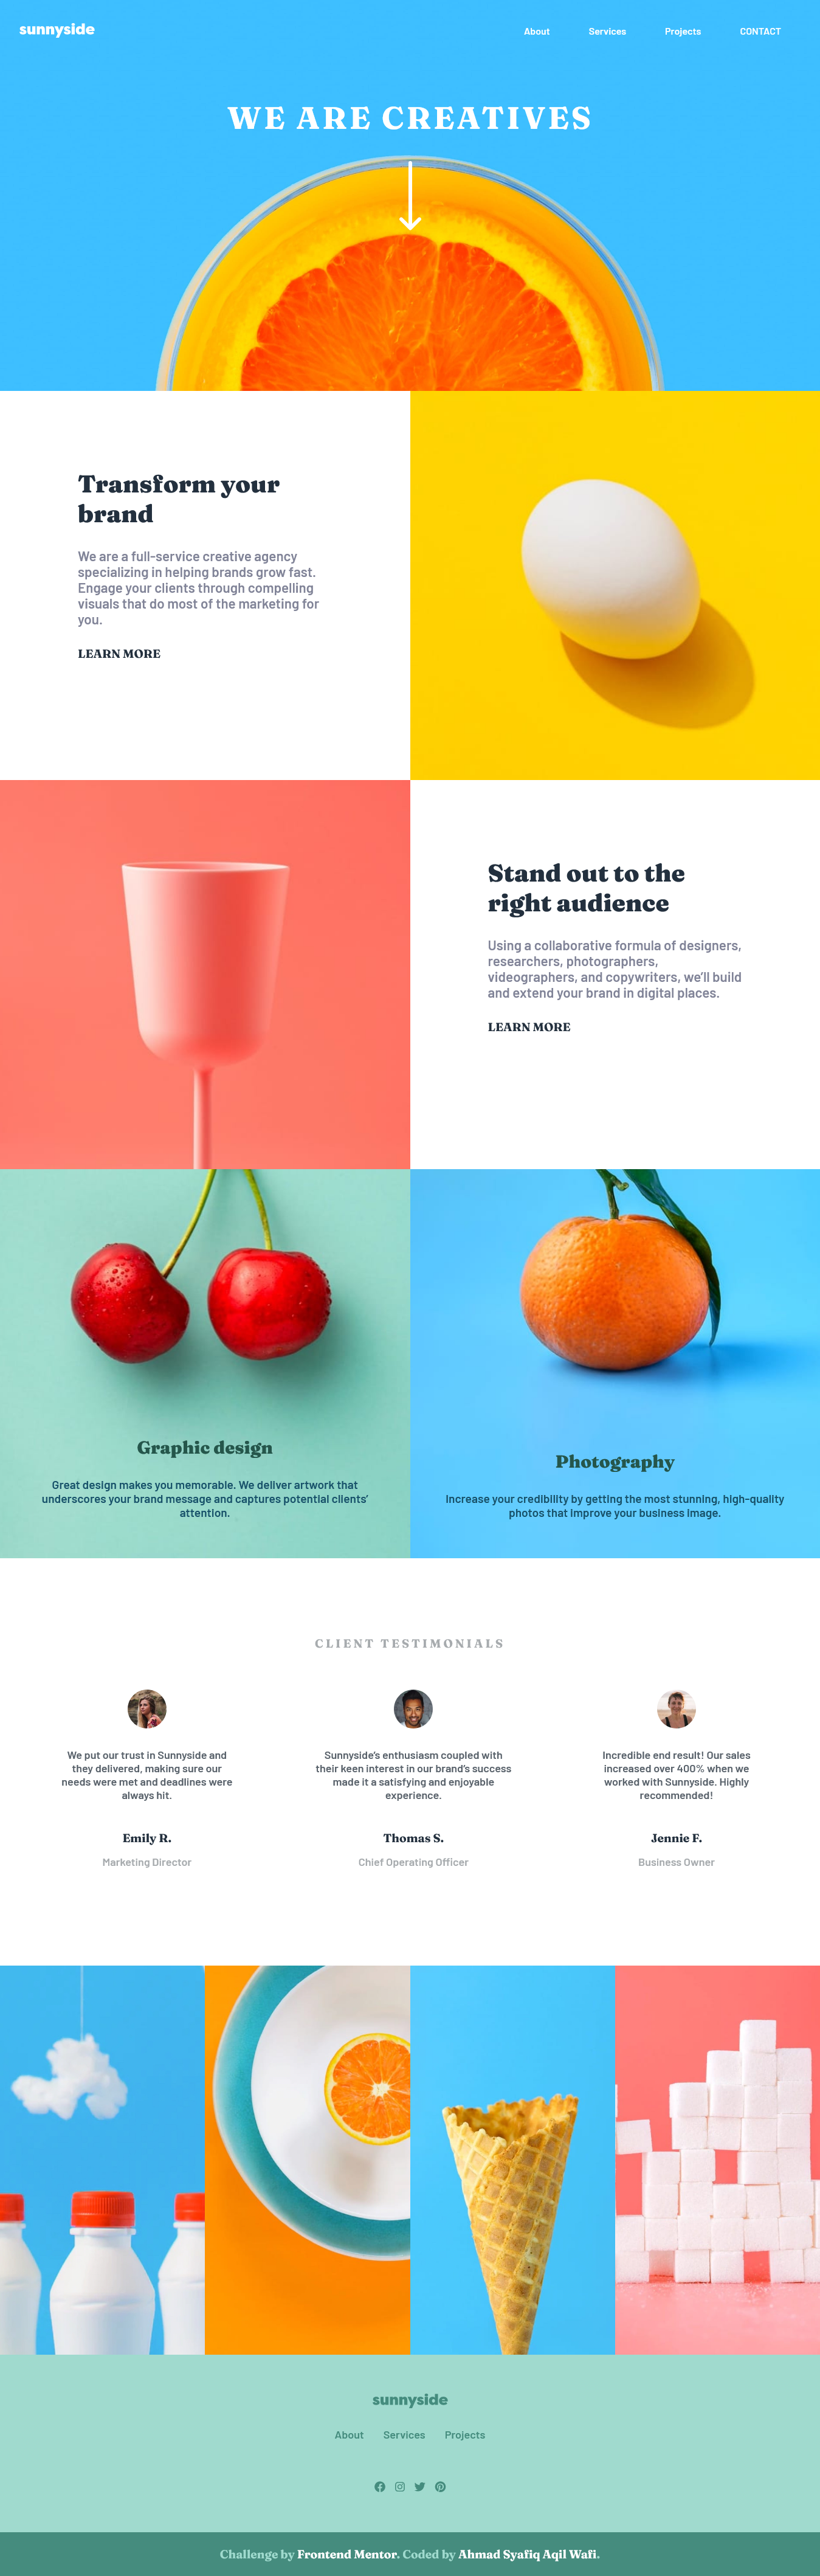 sunnyside
About Services Projects CONTACT
WE ARE CREATIVES
Transform your
brand
We are a full-service creative agency
specializing in helping brands grow fast.
Engage your clients through compelling
visuals that do most of the marketing for
you.
LEARN MORE
Stand out to the
right audience
Using a collaborative formula of designers,
researchers, photographers,
videographers, and copywriters, we’ll build
and extend your brand in digital places.
LEARN MORE
Graphic design
Great design makes you memorable. We deliver artwork that
underscores your brand message and captures potential clients’
attention.
Photography
Increase your credibility by getting the most stunning, high-quality
photos that improve your business image.
CLIENT TESTIMONIALS
We put our trust in Sunnyside and
they delivered, making sure our
needs were met and deadlines were
always hit.
Emily R.
Marketing Director
Sunnyside’s enthusiasm coupled with
their keen interest in our brand’s success
made it a satisfying and enjoyable
experience.
Thomas S.
Chief Operating Officer
Incredible end result! Our sales
increased over 400% when we
worked with Sunnyside. Highly
recommended!
Jennie F.
Business Owner
sunnyside
About Services Projects
Challenge by Frontend Mentor. Coded by Ahmad Syafiq Aqil Wafi.